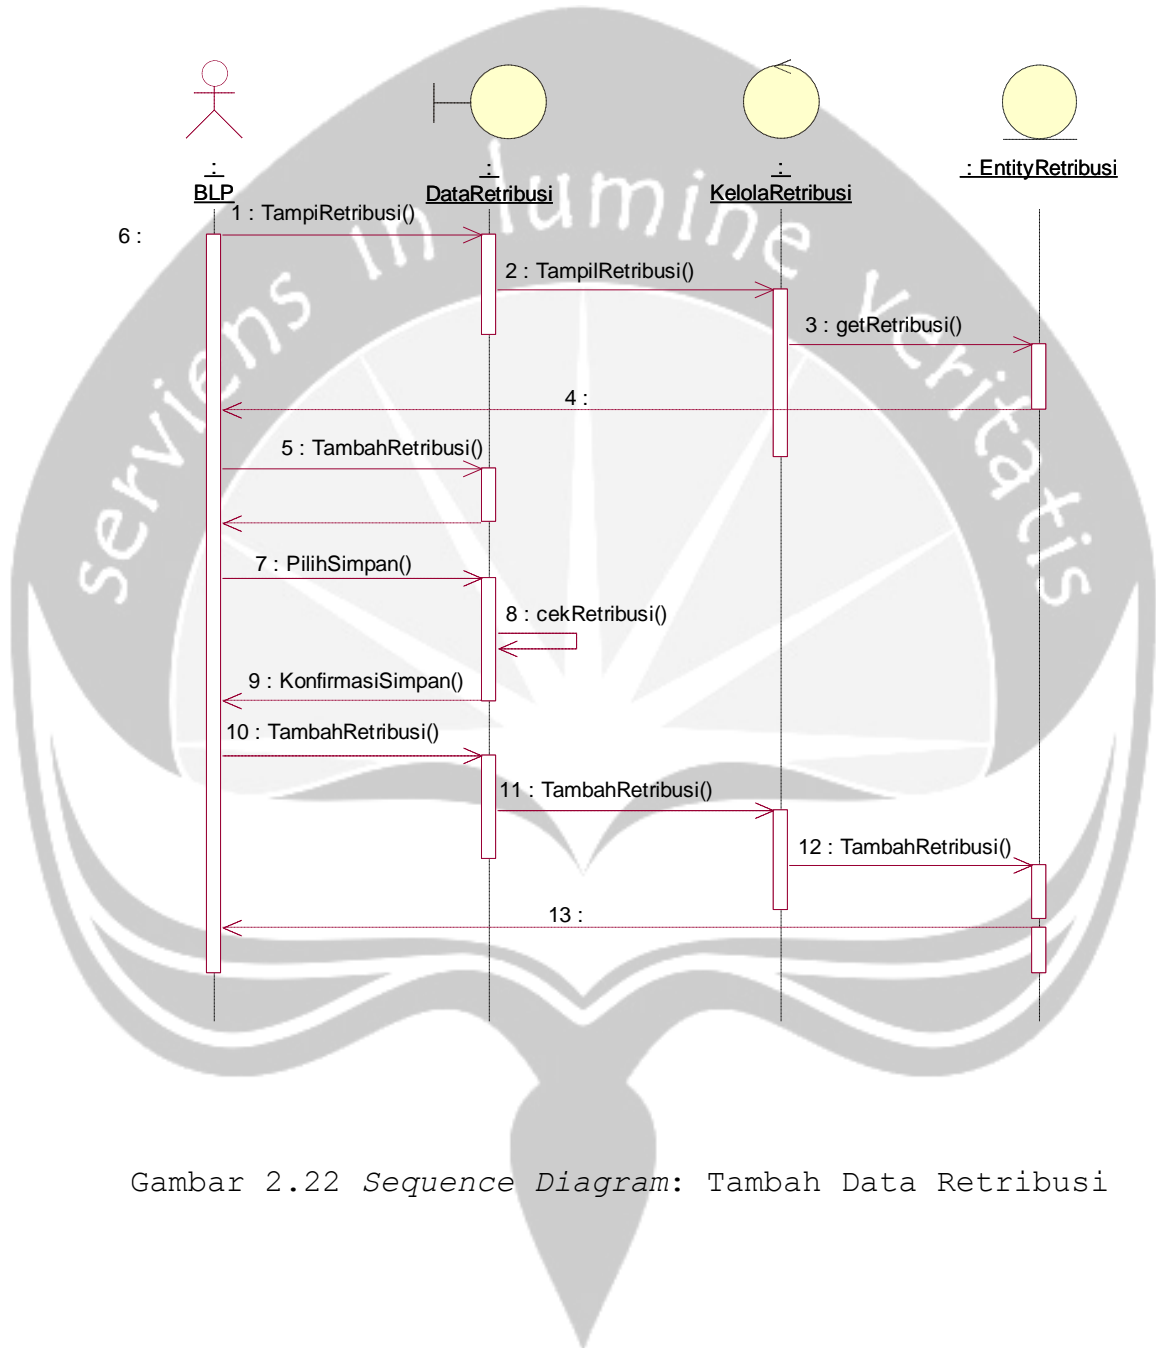 :
BLP
:
DataRetribusi
:
KelolaRetribusi
: EntityRetribusi
1 : TampiRetribusi()
6 :
2 : TampilRetribusi()
3 : getRetribusi()
4 :
5 : TambahRetribusi()
7 : PilihSimpan()
8 : cekRetribusi()
9 : KonfirmasiSimpan()
10 : TambahRetribusi()
11 : TambahRetribusi()
12 : TambahRetribusi()
13 :
serviens in lumine veritatis
Gambar 2.22 Sequence Diagram: Tambah Data Retribusi